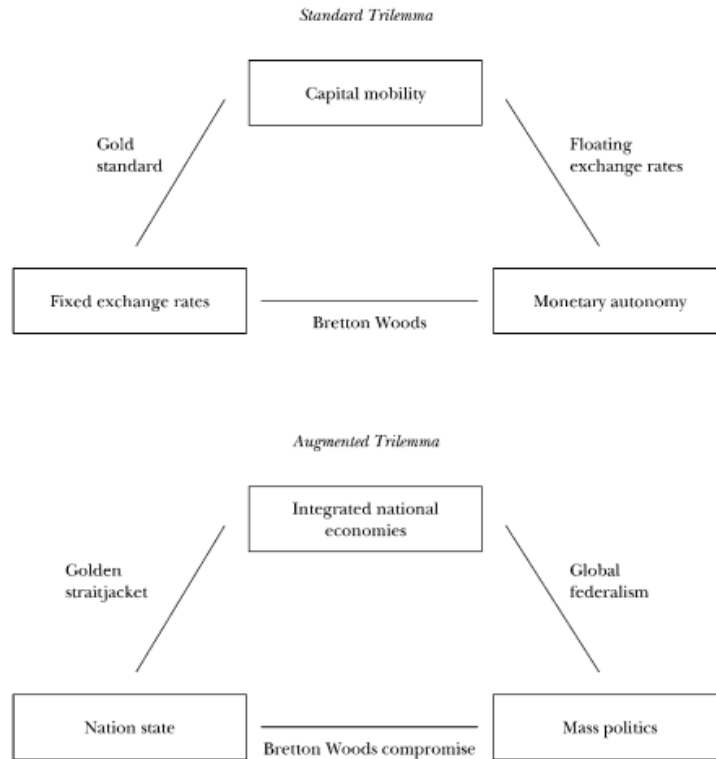 Standard Trilemma
Capital mobility
Gold
standard
Floating
exchange rates
Fixed exchange rates
Monetary autonomy
Bretton Woods
Augmented Trilemma
Integrated national
economies
Golden
straitjacket
Global
federalism
Nation state
Mass politics
Bretton Woods compromise